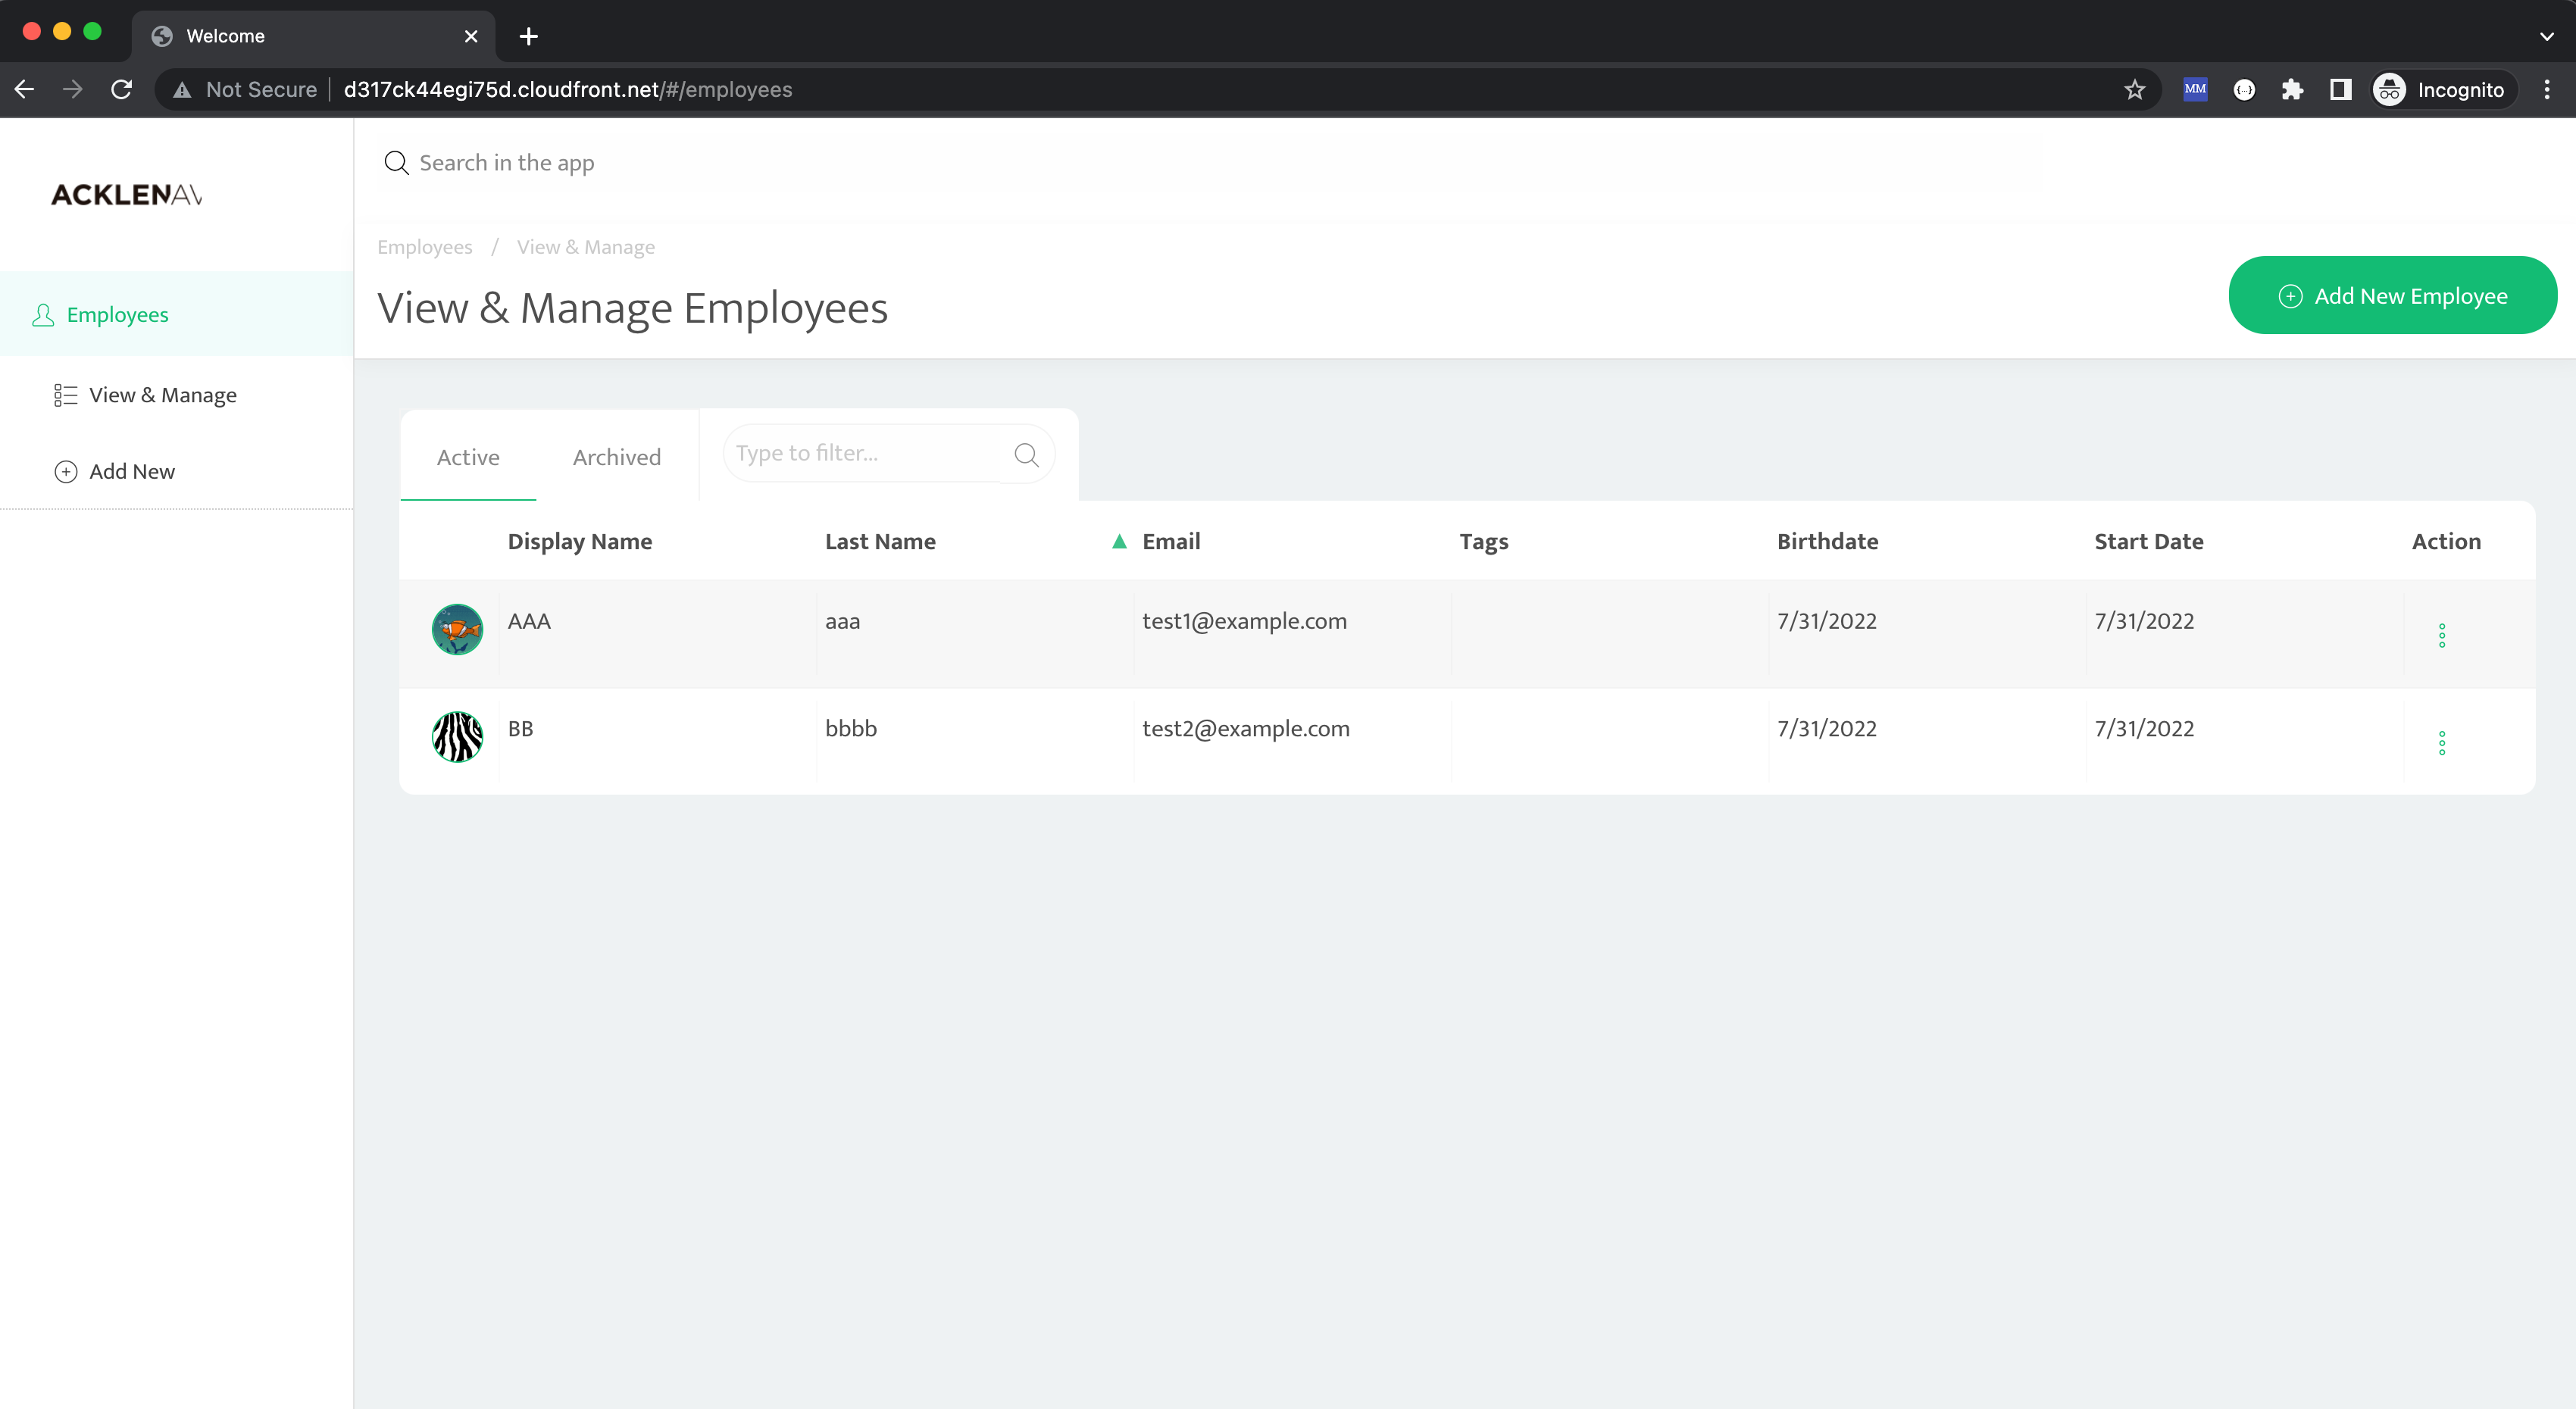 Welcome
Not Secure d317ck44egi75d.cloudfront.net/#/employees
MM
{...}
Incognito
ACKLENAV
Search in the app
Employees / View & Manage
View & Manage Employees
Add New Employee
Employees
View & Manage
Add New
Active Archived Type to filter...
Display Name Last Name ▲ Email Tags Birthdate Start Date Action
AAA aaa test1@example.com 7/31/2022 7/31/2022
BB bbbb test2@example.com 7/31/2022 7/31/2022